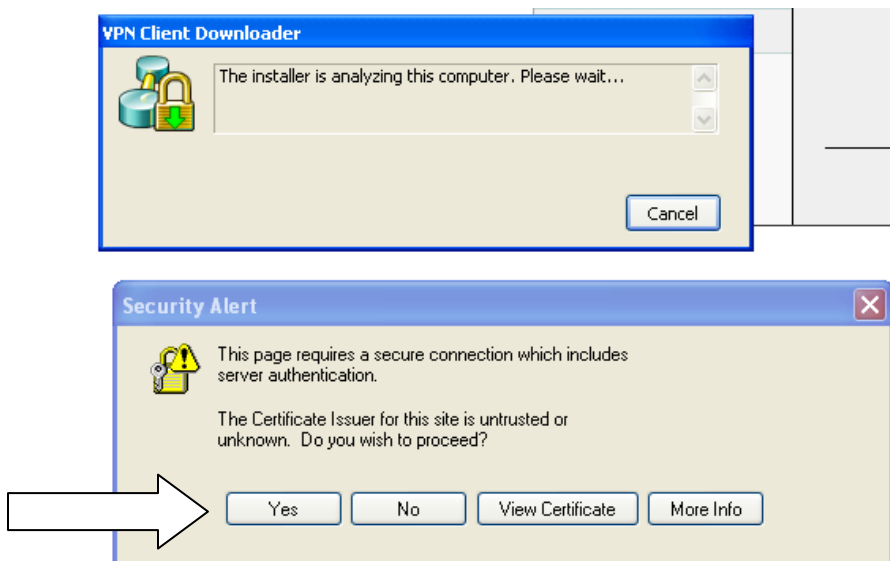 VPN Client Downloader
The installer is analyzing this computer. Please wait...
Cancel
Security Alert
This page requires a secure connection which includes
server authentication.
The Certificate Issuer for this site is untrusted or
unknown. Do you wish to proceed?
Yes No View Certificate More Info